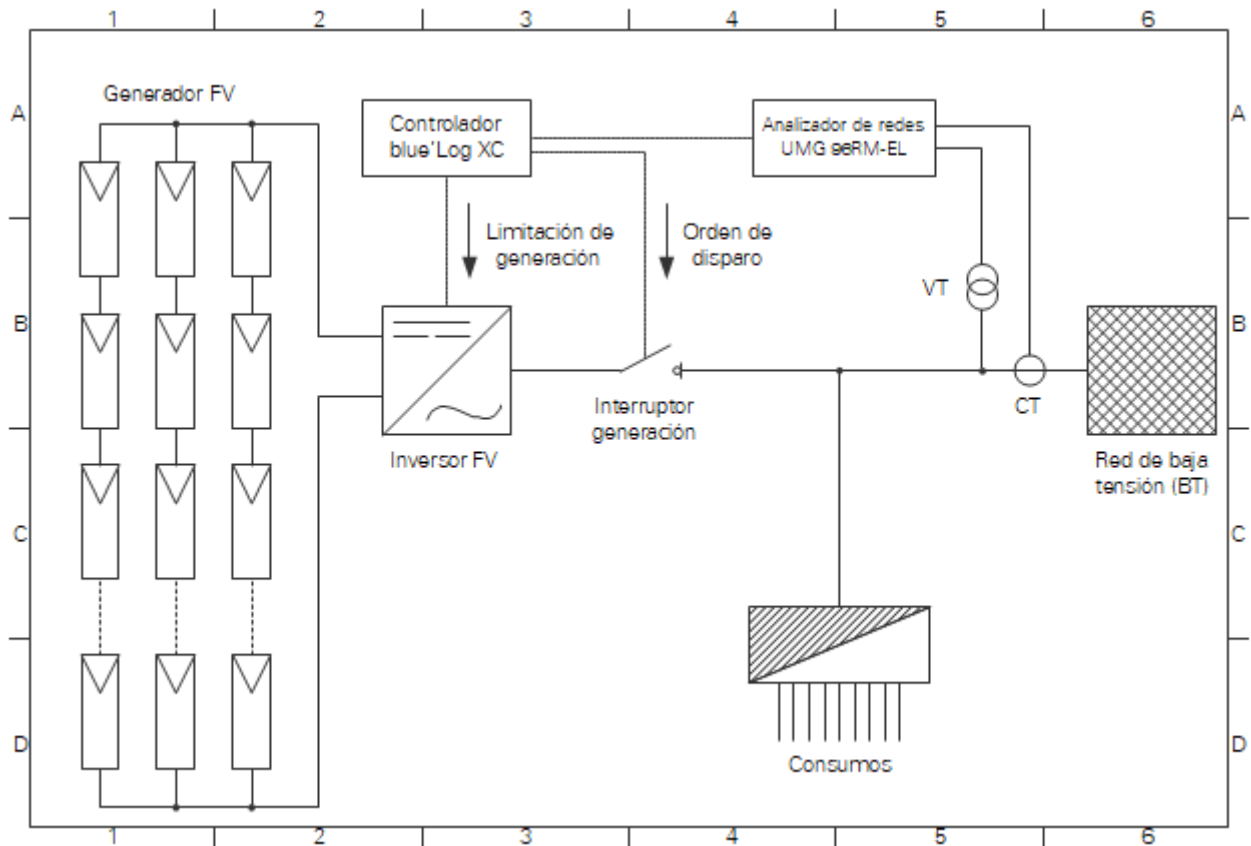 1 2 3 4 5 6
A
Generador FV
Controlador
blue'Log XC
Analizador de redes
UMG 96RM-EL
A
Limitación de
generación
Orden de
disparo
VT
B
B
Interruptor
generación
CT
Inversor FV
Red de baja
tensión (BT)
C
C
D
Consumos
D
1 2 3 4 5 6